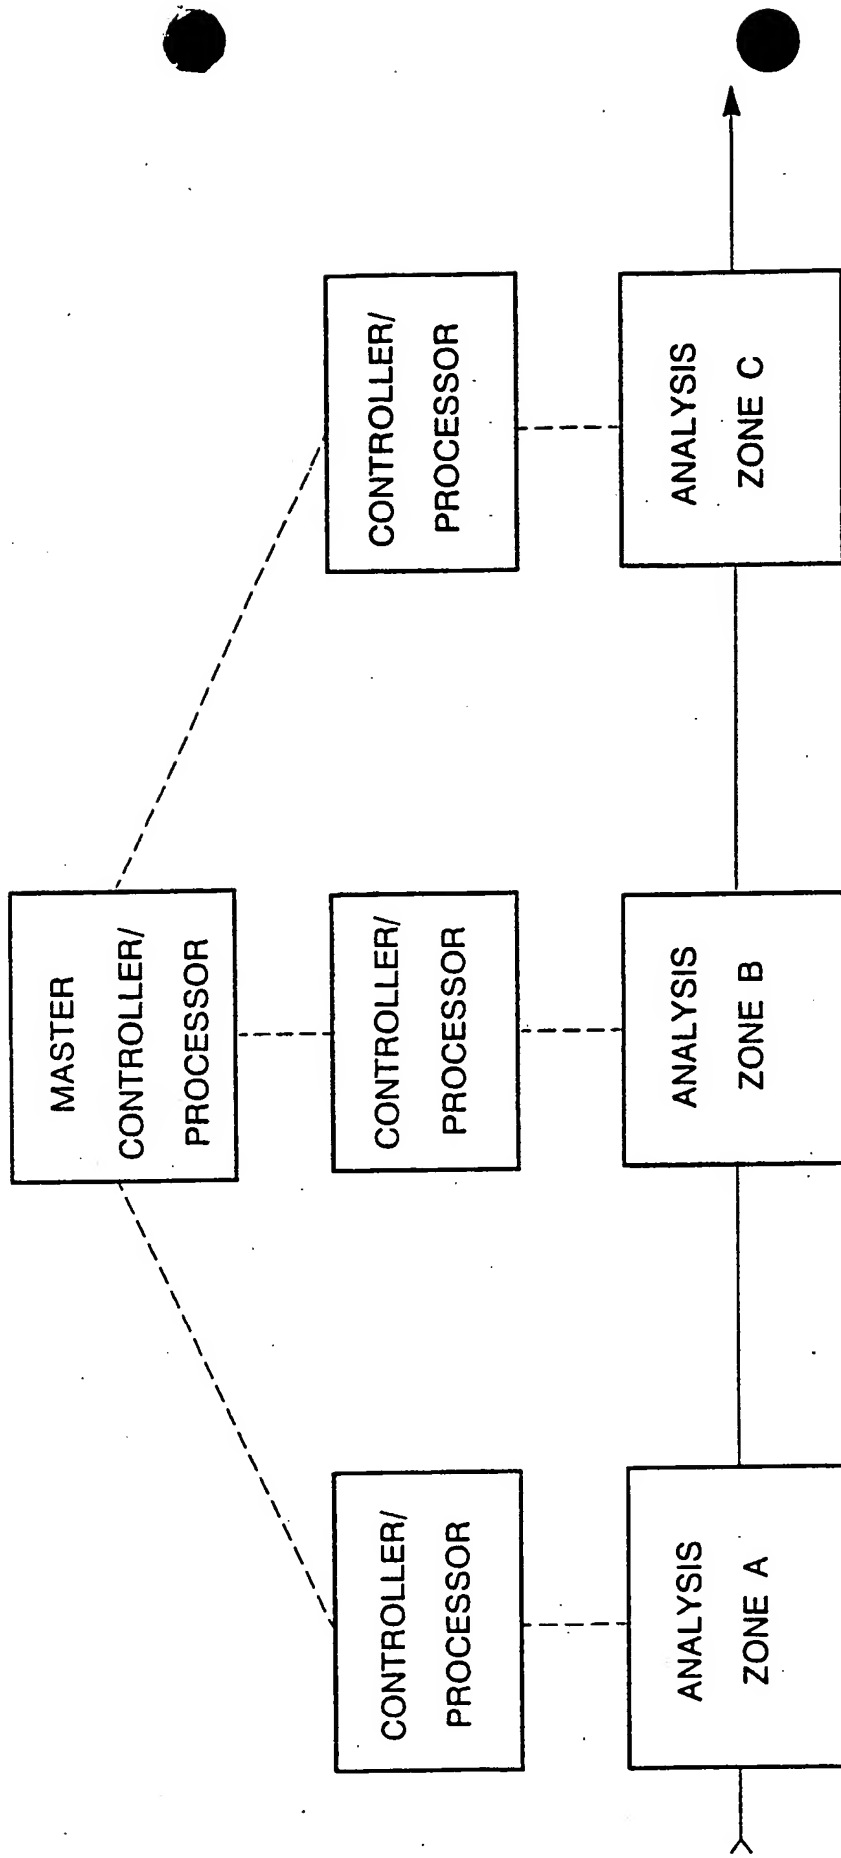 MASTER
CONTROLLER/
PROCESSOR
CONTROLLER/
PROCESSOR
CONTROLLER/
PROCESSOR
CONTROLLER/
PROCESSOR
ANALYSIS
ZONE A
ANALYSIS
ZONE B
ANALYSIS
ZONE C